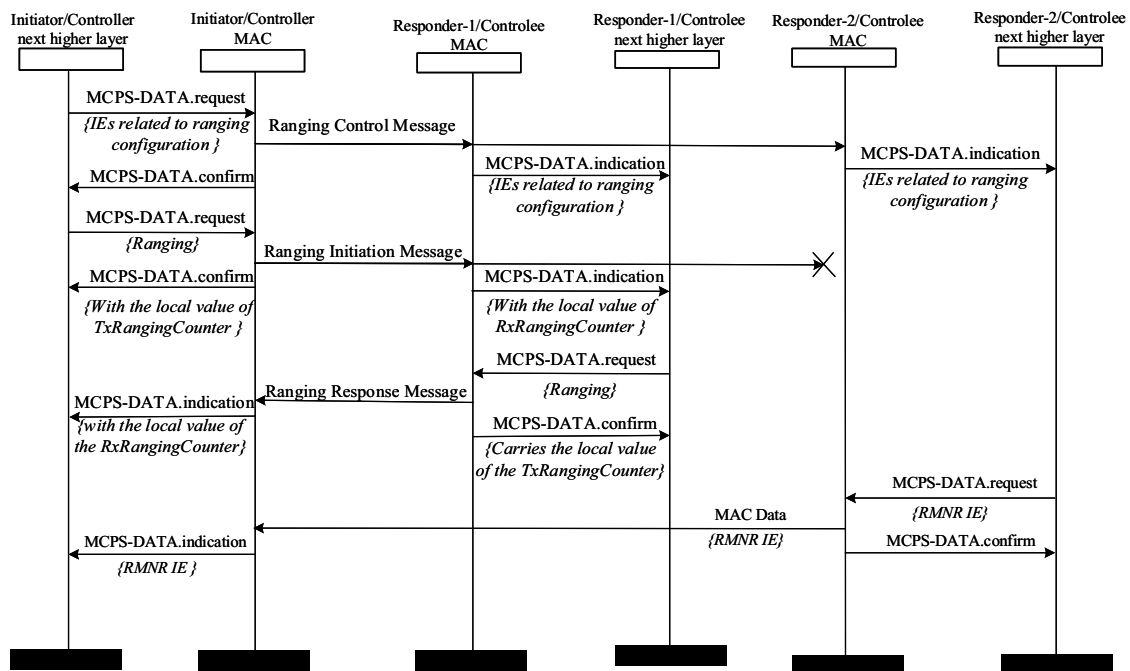 Initiator/Controller
next higher layer
Initiator/Controller
MAC
Responder-1/Controlee
MAC
Responder-1/Controlee
next higher layer
Responder-2/Controlee
MAC
Responder-2/Controlee
next higher layer
MCPS-DATA.request
{IEs related to ranging
configuration }
Ranging Control Message
MCPS-DATA.indication
{IEs related to ranging
configuration }
MCPS-DATA.indication
{IEs related to ranging
configuration }
MCPS-DATA.confirm
MCPS-DATA.request
{Ranging}
Ranging Initiation Message
MCPS-DATA.confirm
{With the local value of
TxRangingCounter }
MCPS-DATA.indication
{With the local value of
RxRangingCounter }
MCPS-DATA.request
{Ranging}
Ranging Response Message
MCPS-DATA.indication
{with the local value of
the RxRangingCounter}
MCPS-DATA.confirm
{Carries the local value
of the TxRangingCounter}
MCPS-DATA.request
{RMNR IE}
MAC Data
{RMNR IE}
MCPS-DATA.indication
{RMNR IE }
MCPS-DATA.confirm